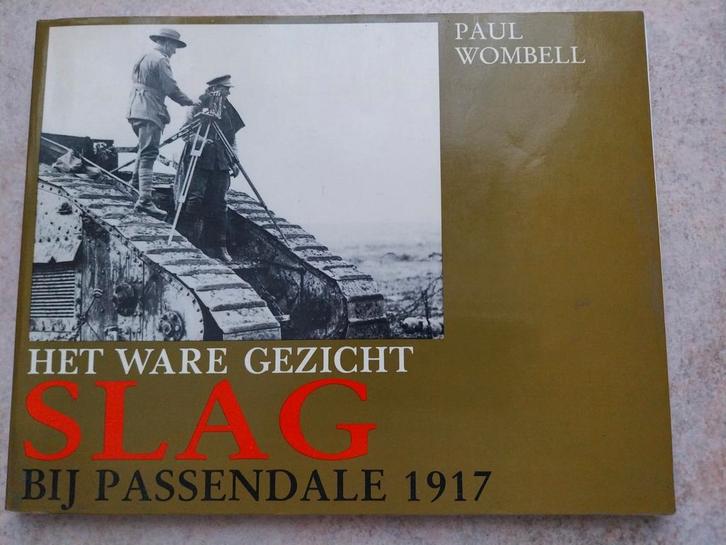 PAUL
WOMBELL
HET WARE GEZICHT
SLAG
BIJ PASSENDALE 1917